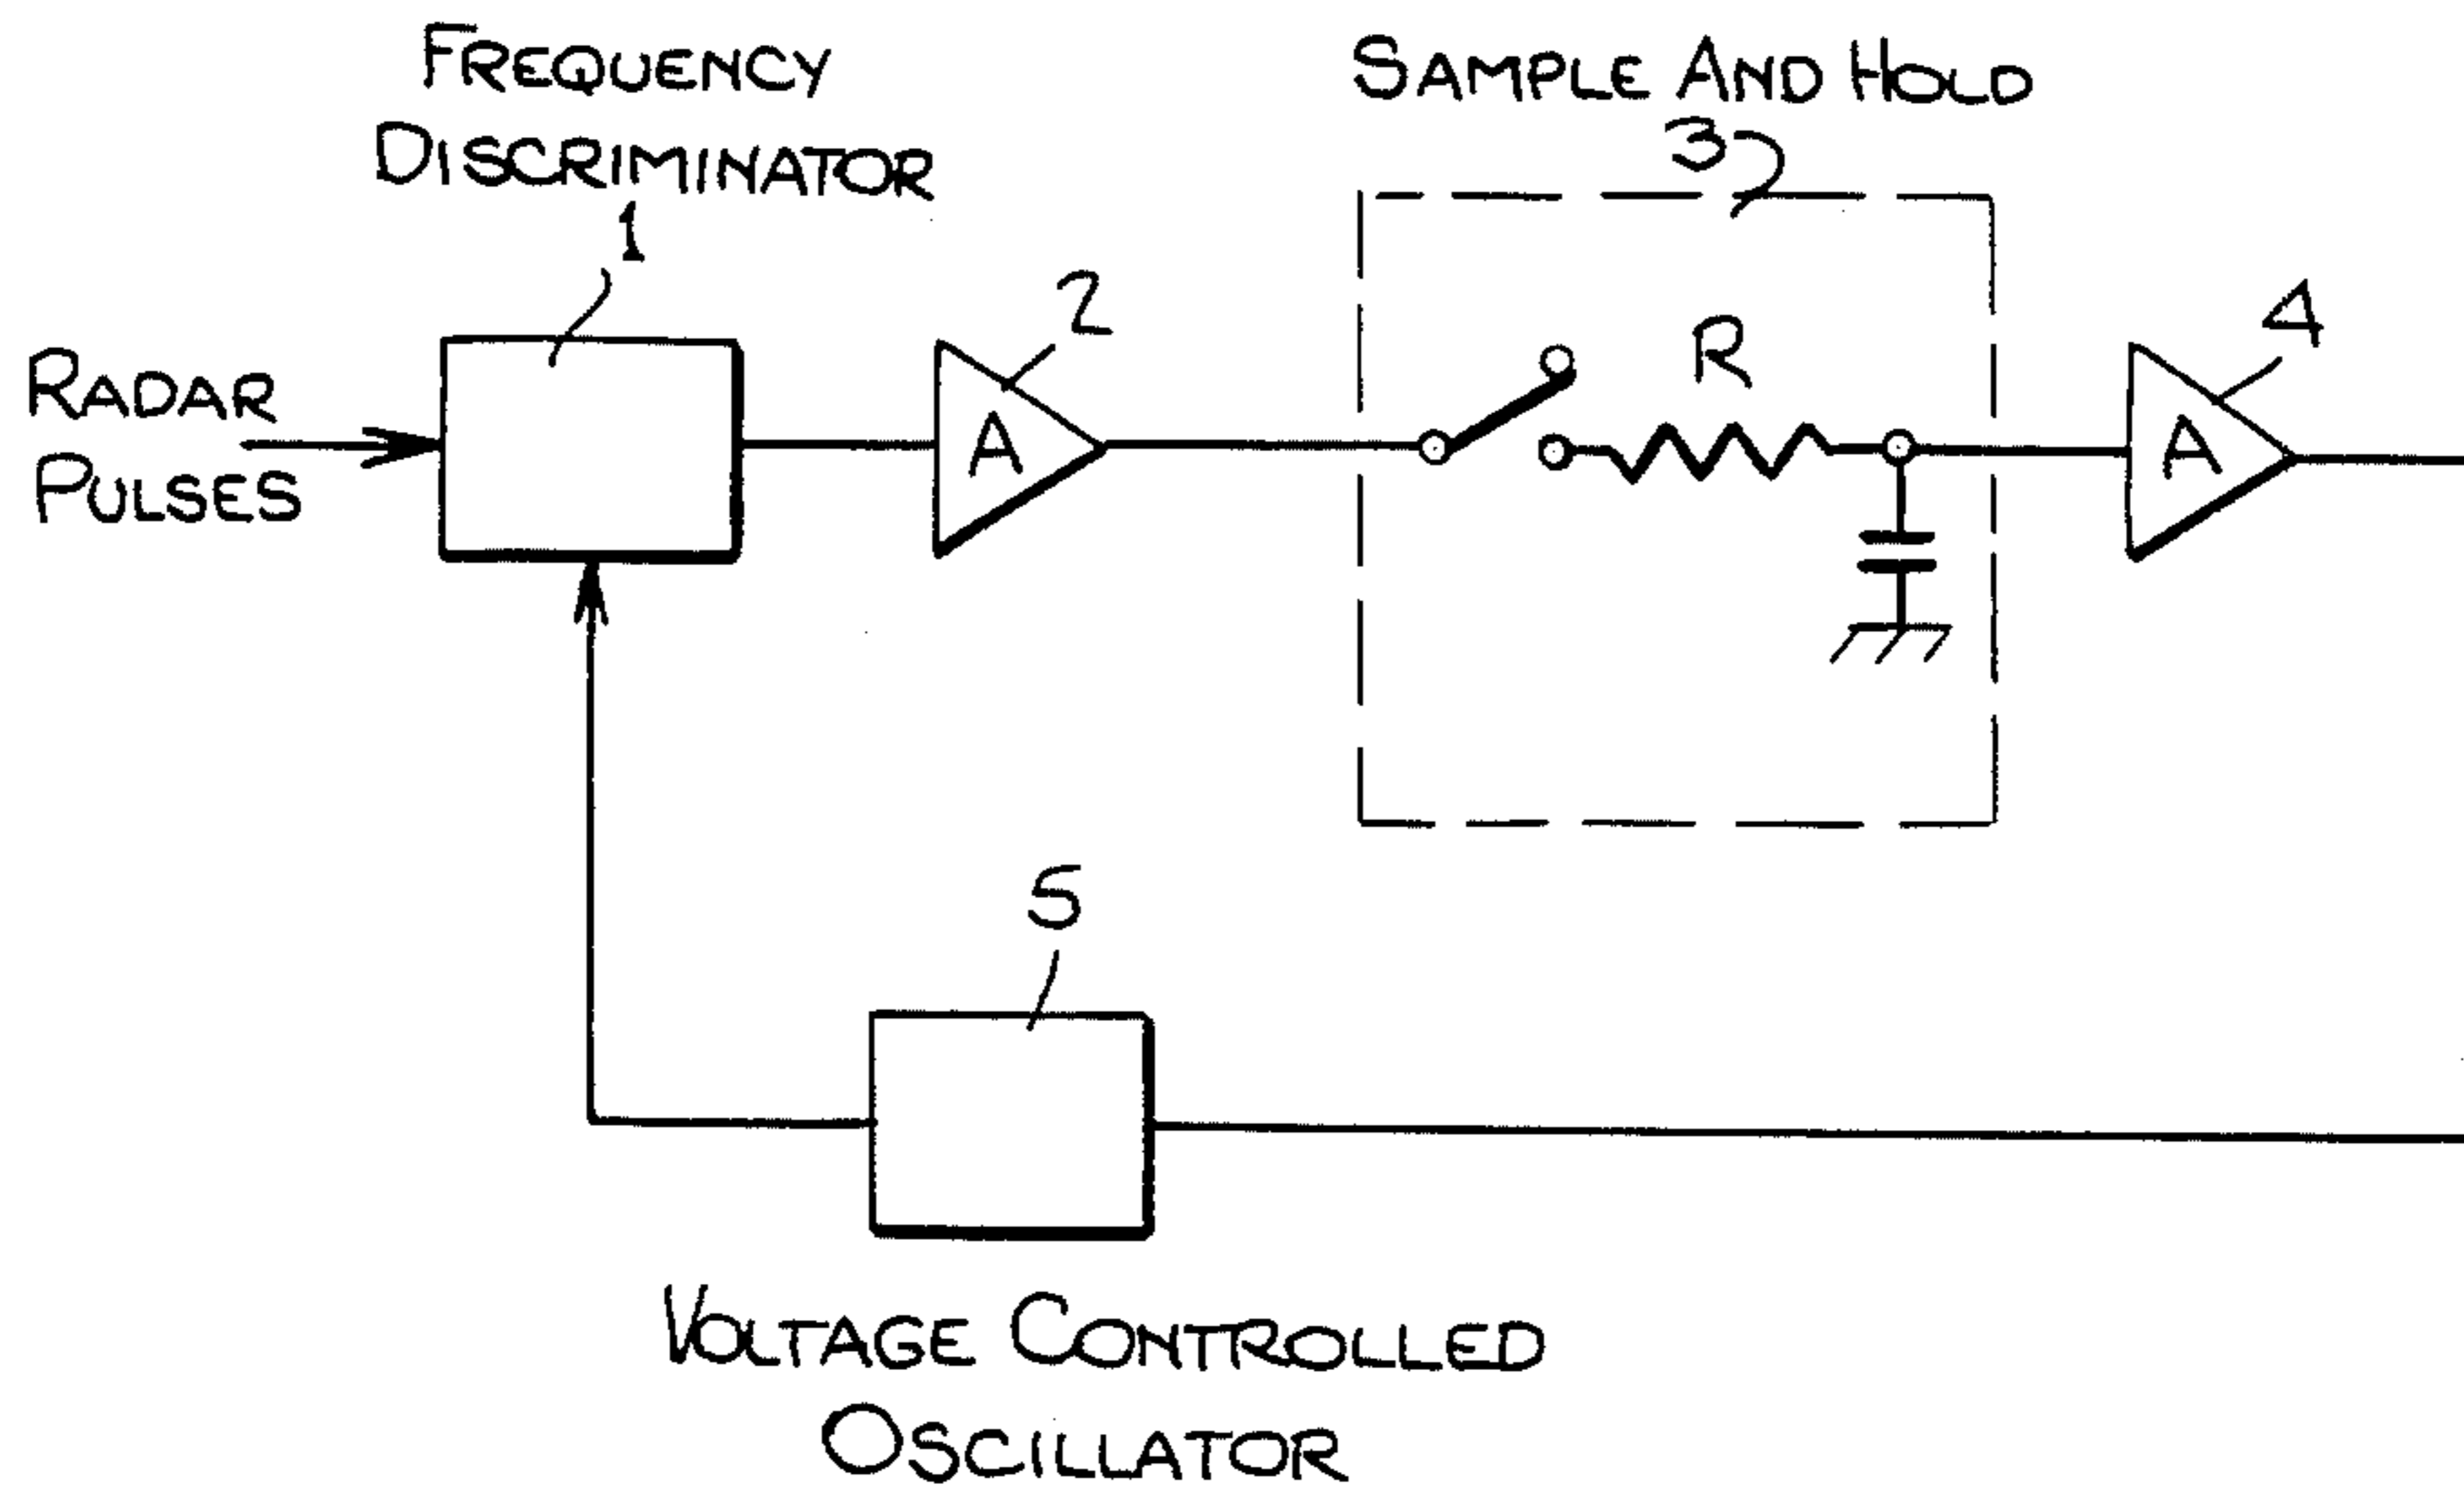 FREQUENCY
DISCRIMINATOR
1
SAMPLE AND HOLD
3
2
4
R
RADAR
PULSES
A
A
5
VOLTAGE CONTROLLED
OSCILLATOR